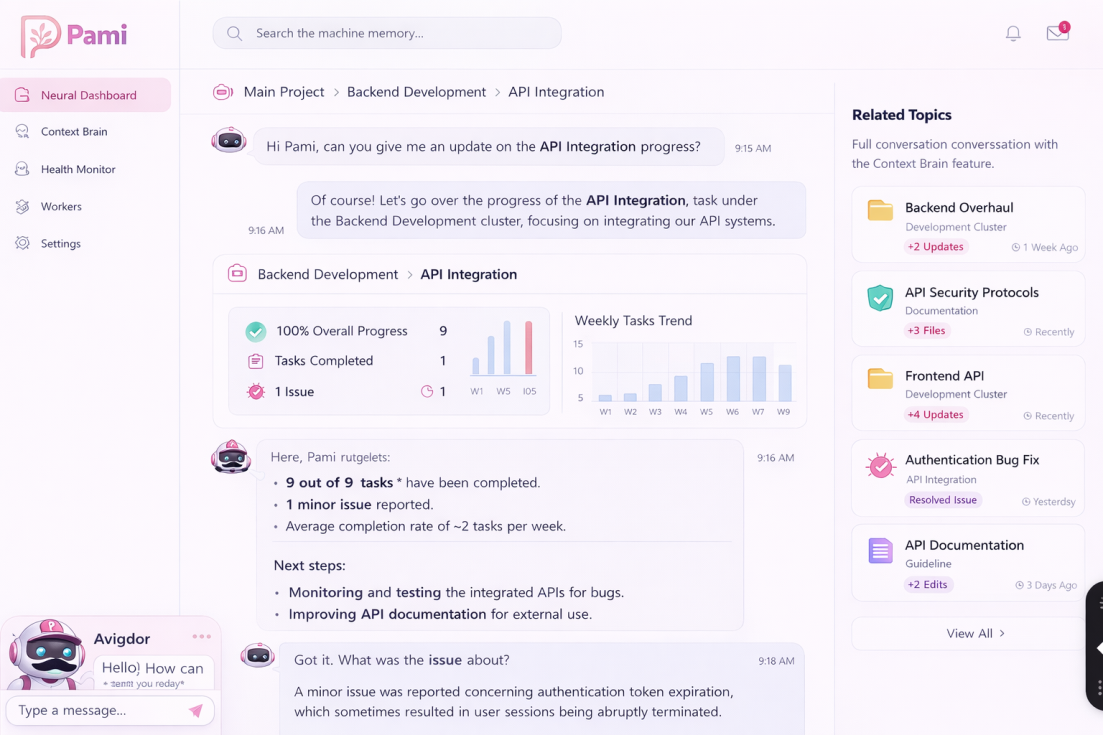 Pami
Search the machine memory...
1
Neural Dashboard
Context Brain
Health Monitor
Workers
Settings
Main Project > Backend Development > API Integration
Hi Pami, can you give me an update on the API Integration progress?
9:15 AM
Of course! Let's go over the progress of the API Integration, task under
the Backend Development cluster, focusing on integrating our API systems.
9:16 AM
Backend Development > API Integration
100% Overall Progress 9
Tasks Completed 1
1 Issue 1
W1 W5 I05
Weekly Tasks Trend
15
10
5
W1 W2 W3 W4 W5 W6 W7 W9
Here, Pami rutgelets:
9:16 AM
• 9 out of 9 tasks * have been completed.
• 1 minor issue reported.
• Average completion rate of ~2 tasks per week.
Next steps:
• Monitoring and testing the integrated APIs for bugs.
• Improving API documentation for external use.
Got it. What was the issue about?
9:18 AM
A minor issue was reported concerning authentication token expiration,
which sometimes resulted in user sessions being abruptly terminated.
Related Topics
Full conversation converssation with
the Context Brain feature.
Backend Overhaul
Development Cluster
+2 Updates 1 Week Ago
API Security Protocols
Documentation
+3 Files Recently
Frontend API
Development Cluster
+4 Updates Recently
Authentication Bug Fix
API Integration
Resolved Issue Yesterdsy
API Documentation
Guideline
+2 Edits 3 Days Ago
View All >
P
Avigdor
Hello) How can
you reday*
Type a message...